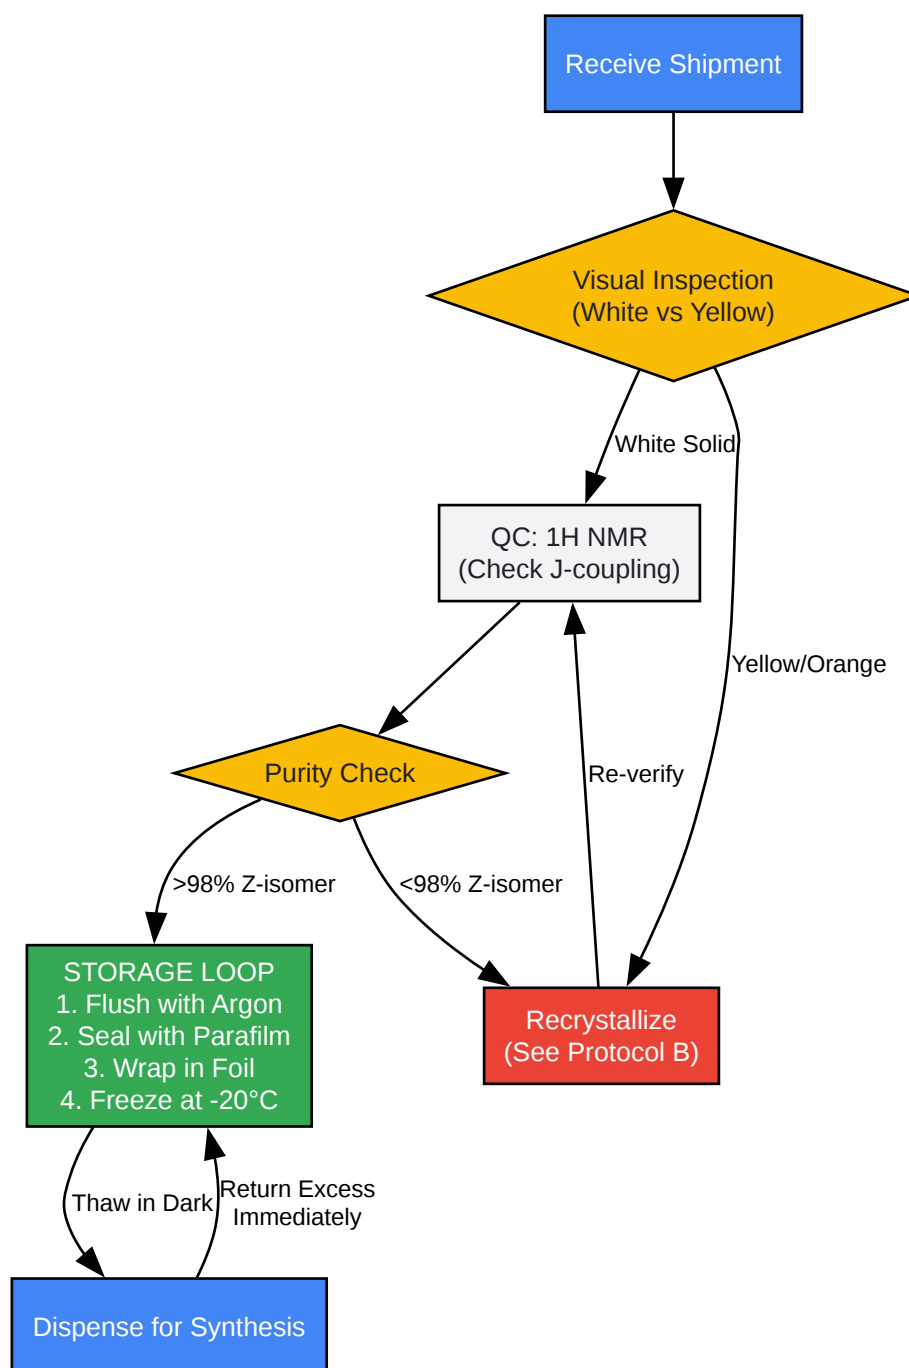 Receive Shipment
Visual Inspection
(White vs Yellow)
White Solid
QC: 1H NMR
(Check J-coupling)
Yellow/Orange
Purity Check
Re-verify
>98% Z-isomer
<98% Z-isomer
STORAGE LOOP
1. Flush with Argon
2. Seal with Parafilm
3. Wrap in Foil
4. Freeze at -20°C
Recrystallize
(See Protocol B)
Thaw in Dark
Return Excess
Immediately
Dispense for Synthesis